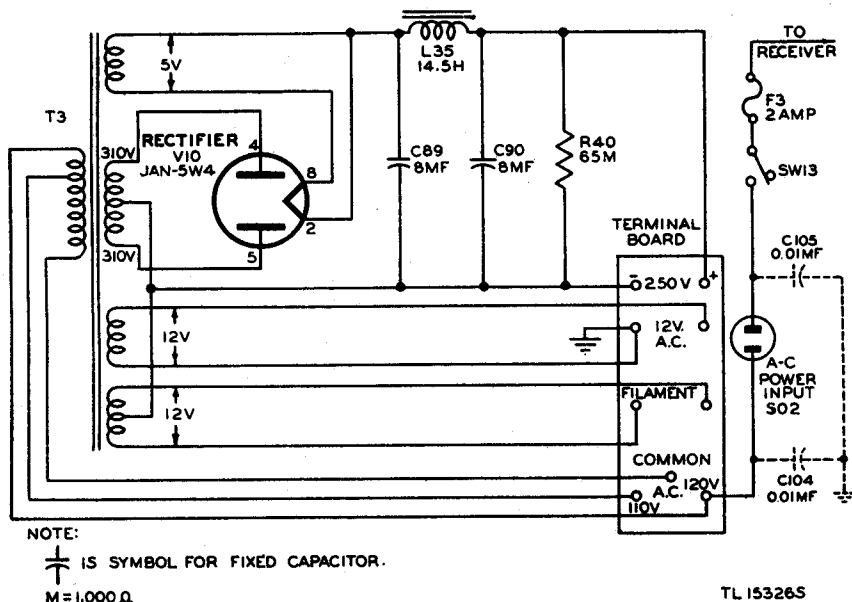 TO
RECEIVER
F3
2 AMP
SW13
L35
14.5H
5V
T3
310V
RECTIFIER
V10
JAN-5W4
4
8
2
5
310V
C89
8MF
C90
8MF
R40
65M
TERMINAL
BOARD
C105
0.01MF
- 250V +
12V
12V.
A.C.
A-C
POWER
INPUT
SO2
12V
FILAMENT
COMMON
A.C. 120V
110V
C104
0.01MF
NOTE:
IS SYMBOL FOR FIXED CAPACITOR.
M=1,000 Ω
TL 15326S